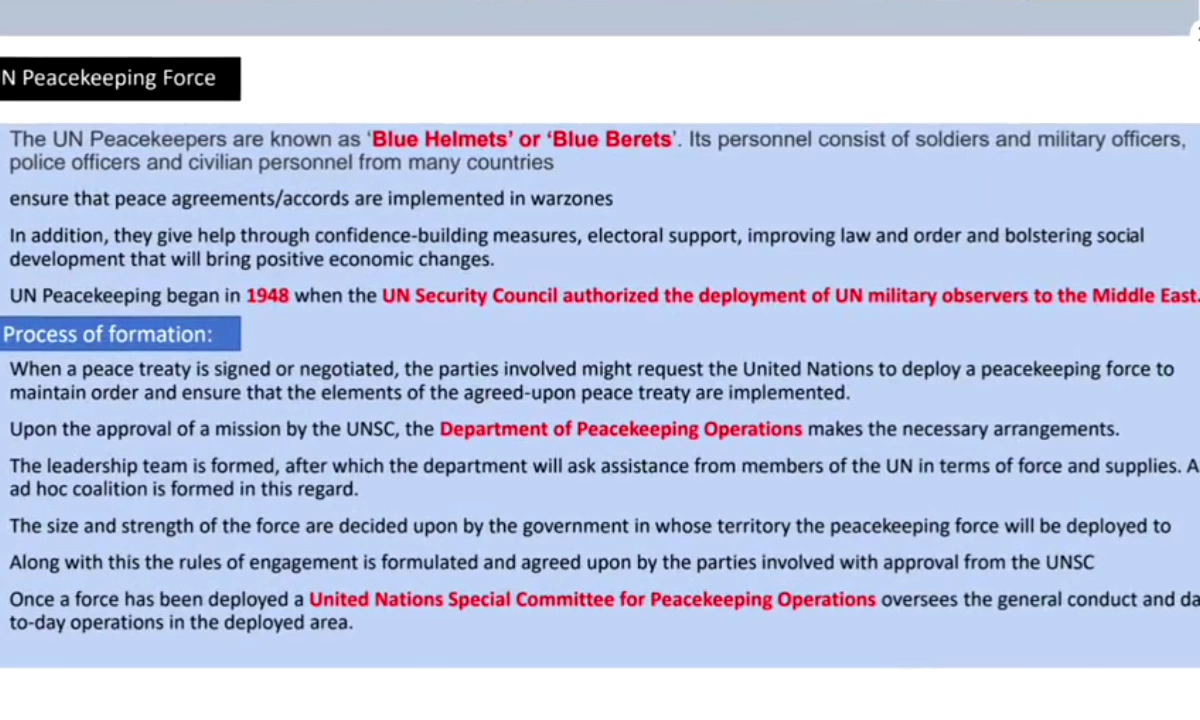 N Peacekeeping Force
The UN Peacekeepers are known as ‘Blue Helmets’ or ‘Blue Berets’. Its personnel consist of soldiers and military officers,
police officers and civilian personnel from many countries
ensure that peace agreements/accords are implemented in warzones
In addition, they give help through confidence-building measures, electoral support, improving law and order and bolstering social
development that will bring positive economic changes.
UN Peacekeeping began in 1948 when the UN Security Council authorized the deployment of UN military observers to the Middle East.
Process of formation:
When a peace treaty is signed or negotiated, the parties involved might request the United Nations to deploy a peacekeeping force to
maintain order and ensure that the elements of the agreed-upon peace treaty are implemented.
Upon the approval of a mission by the UNSC, the Department of Peacekeeping Operations makes the necessary arrangements.
The leadership team is formed, after which the department will ask assistance from members of the UN in terms of force and supplies. A
ad hoc coalition is formed in this regard.
The size and strength of the force are decided upon by the government in whose territory the peacekeeping force will be deployed to
Along with this the rules of engagement is formulated and agreed upon by the parties involved with approval from the UNSC
Once a force has been deployed a United Nations Special Committee for Peacekeeping Operations oversees the general conduct and da
to-day operations in the deployed area.